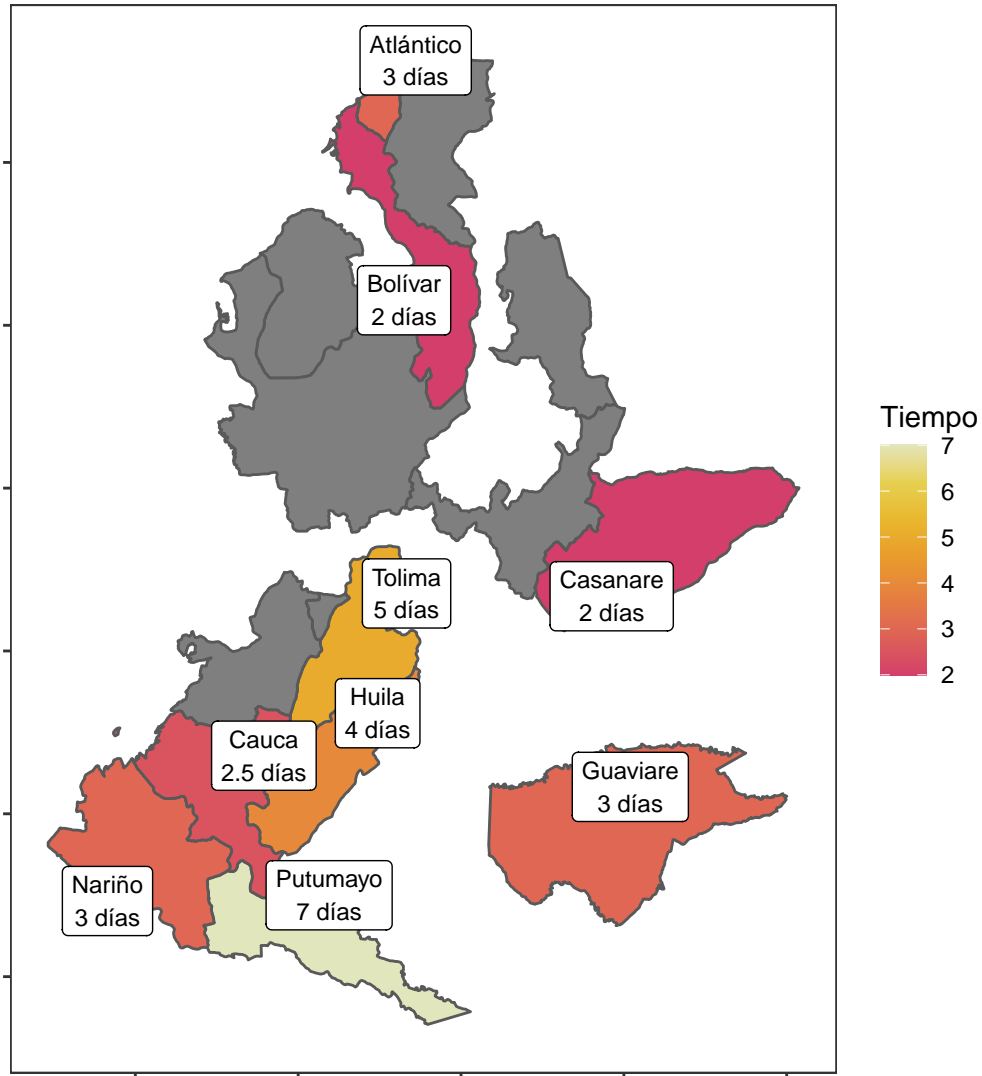 Atlántico
3 días
Bolívar
2 días
Tiempo
7
6
5
4
3
2
Tolima
5 días
Casanare
2 días
Huila
4 días
Cauca
2.5 días
Guaviare
3 días
Nariño
3 días
Putumayo
7 días